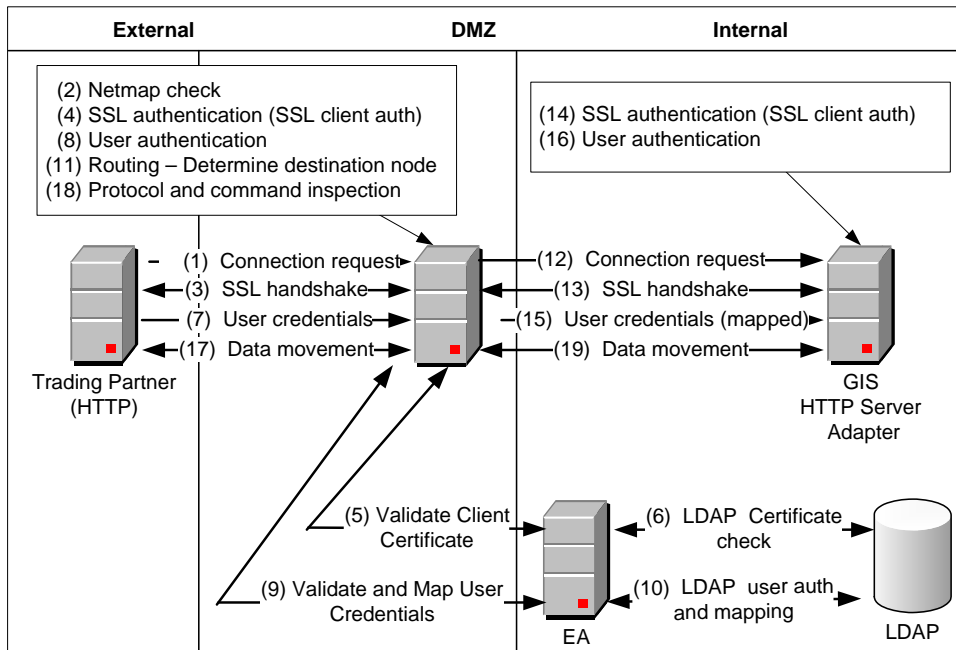 External
DMZ
Internal
(2) Netmap check
(4) SSL authentication (SSL client auth)
(8) User authentication
(11) Routing – Determine destination node
(18) Protocol and command inspection
(14) SSL authentication (SSL client auth)
(16) User authentication
(1) Connection request
(3) SSL handshake
(7) User credentials
(17) Data movement
(12) Connection request
(13) SSL handshake
(15) User credentials (mapped)
(19) Data movement
Trading Partner
(HTTP)
GIS
HTTP Server
Adapter
(5) Validate Client
Certificate
(6) LDAP Certificate
check
(9) Validate and Map User
Credentials
(10) LDAP user auth
and mapping
EA
LDAP